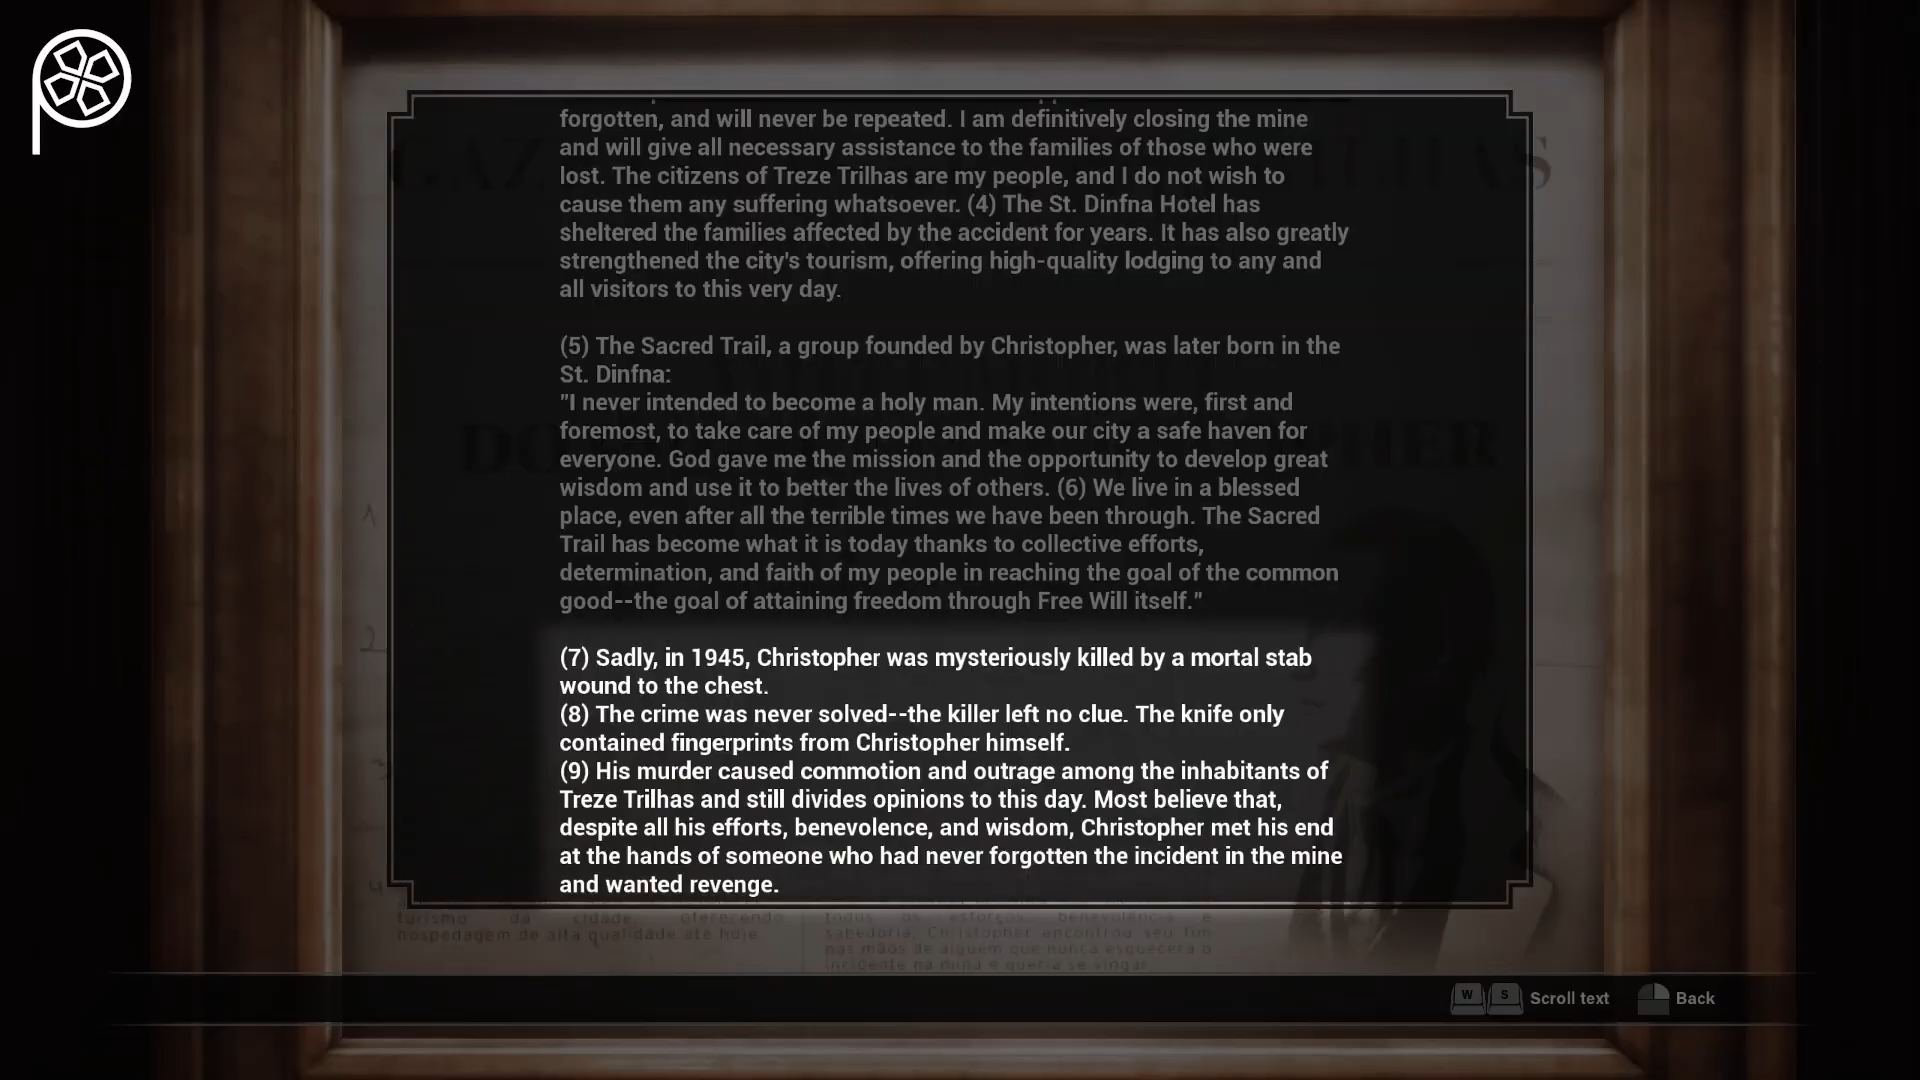 forgotten, and will never be repeated. I am definitively closing the mine
and will give all necessary assistance to the families of those who were
lost. The citizens of Treze Trilhas are my people, and I do not wish to
cause them any suffering whatsoever. (4) The St. Dinfna Hotel has
sheltered the families affected by the accident for years. It has also greatly
strengthened the city's tourism, offering high-quality lodging to any and
all visitors to this very day.
(5) The Sacred Trail, a group founded by Christopher, was later born in the
St. Dinfna:
"I never intended to become a holy man. My intentions were, first and
foremost, to take care of my people and make our city a safe haven for
everyone. God gave me the mission and the opportunity to develop great
wisdom and use it to better the lives of others. (6) We live in a blessed
place, even after all the terrible times we have been through. The Sacred
Trail has become what it is today thanks to collective efforts,
determination, and faith of my people in reaching the goal of the common
good--the goal of attaining freedom through Free Will itself."
(7) Sadly, in 1945, Christopher was mysteriously killed by a mortal stab
wound to the chest.
(8) The crime was never solved--the killer left no clue. The knife only
contained fingerprints from Christopher himself.
(9) His murder caused commotion and outrage among the inhabitants of
Treze Trilhas and still divides opinions to this day. Most believe that,
despite all his efforts, benevolence, and wisdom, Christopher met his end
at the hands of someone who had never forgotten the incident in the mine
and wanted revenge.
turismo da cidade, oferecendo
hospedagem de alta qualidade até hoje
todos os esforços, benevolência e
sabedoria, Christopher encontrou seu fim
nas mãos de alguém que nunca esquecera o
incidente na mina e queria se vingar
W S Scroll text Back